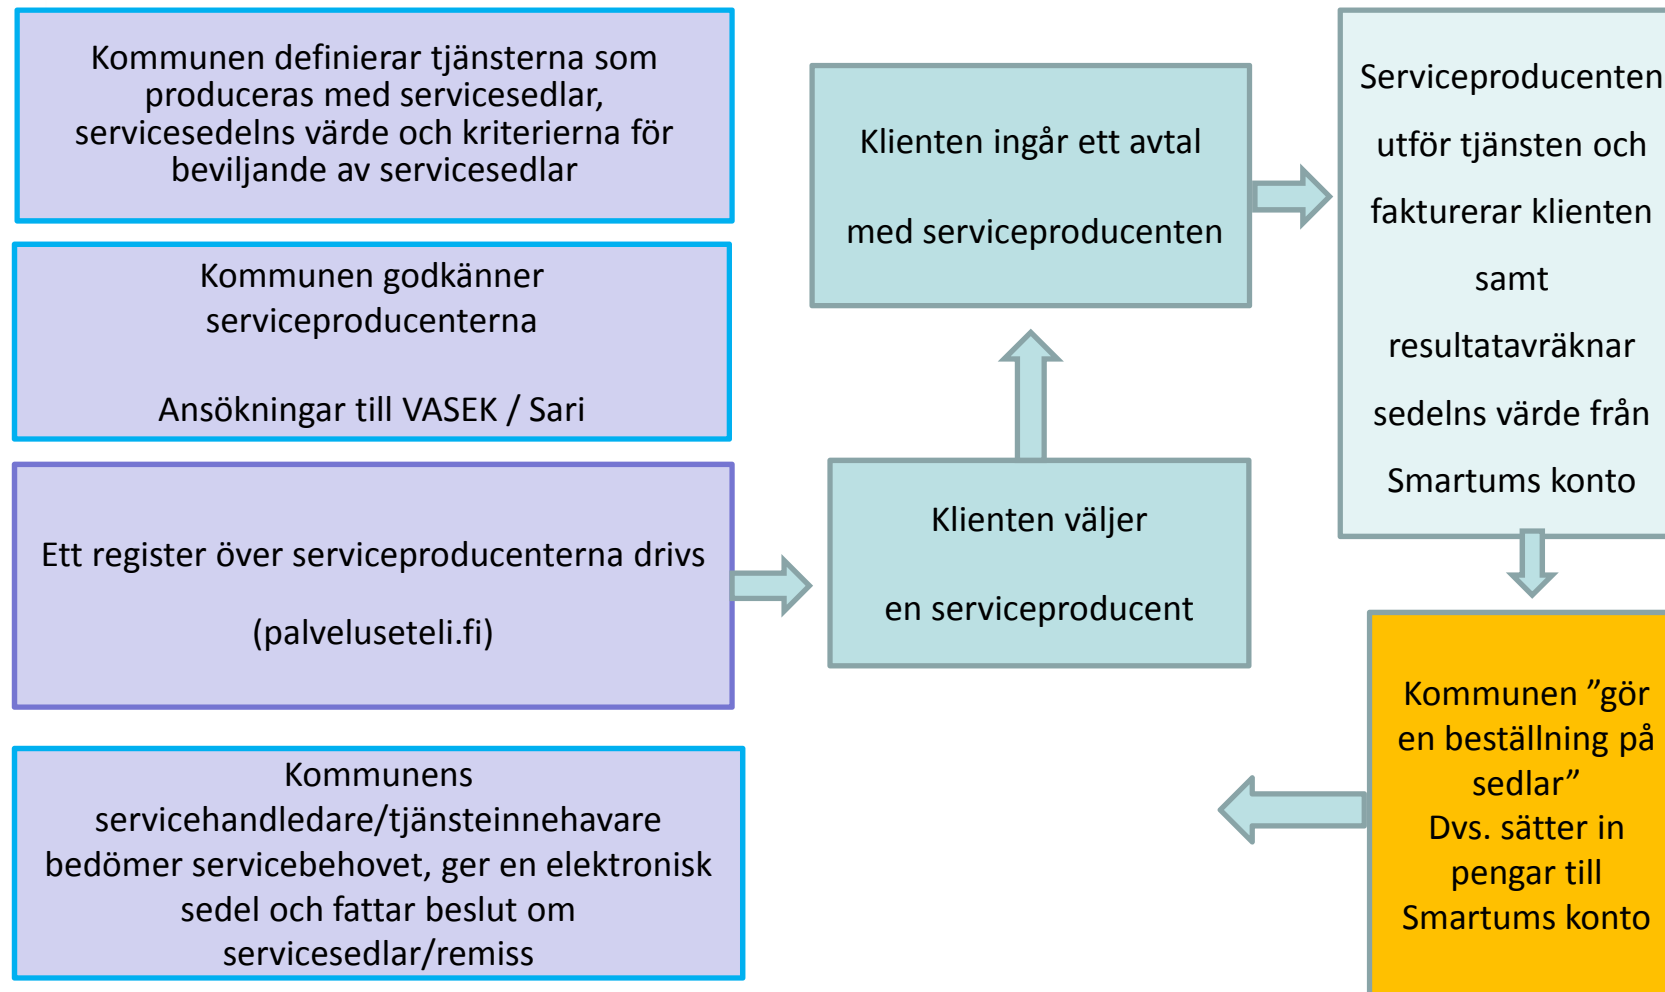 Kommunen definierar tjänsterna som
produceras med servicesedlar,
servicesedelns värde och kriterierna för
beviljande av servicesedlar
Kommunen godkänner
serviceproducenterna
Ansökningar till VASEK / Sari
Ett register över serviceproducenterna drivs
(palveluseteli.fi)
Kommunens
servicehandledare/tjänsteinnehavare
bedömer servicebehovet, ger en elektronisk
sedel och fattar beslut om
servicesedlar/remiss
Klienten ingår ett avtal
med serviceproducenten
Klienten väljer
en serviceproducent
Serviceproducenten
utför tjänsten och
fakturerar klienten
samt
resultatavräknar
sedelns värde från
Smartums konto
Kommunen ”gör
en beställning på
sedlar”
Dvs. sätter in
pengar till
Smartums konto